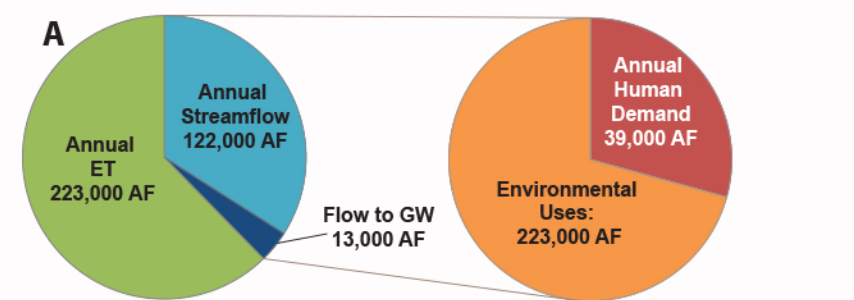 A
Annual
Streamflow
122,000 AF
Annual
ET
223,000 AF
Flow to GW
13,000 AF
Annual
Human
Demand
39,000 AF
Environmental
Uses:
223,000 AF